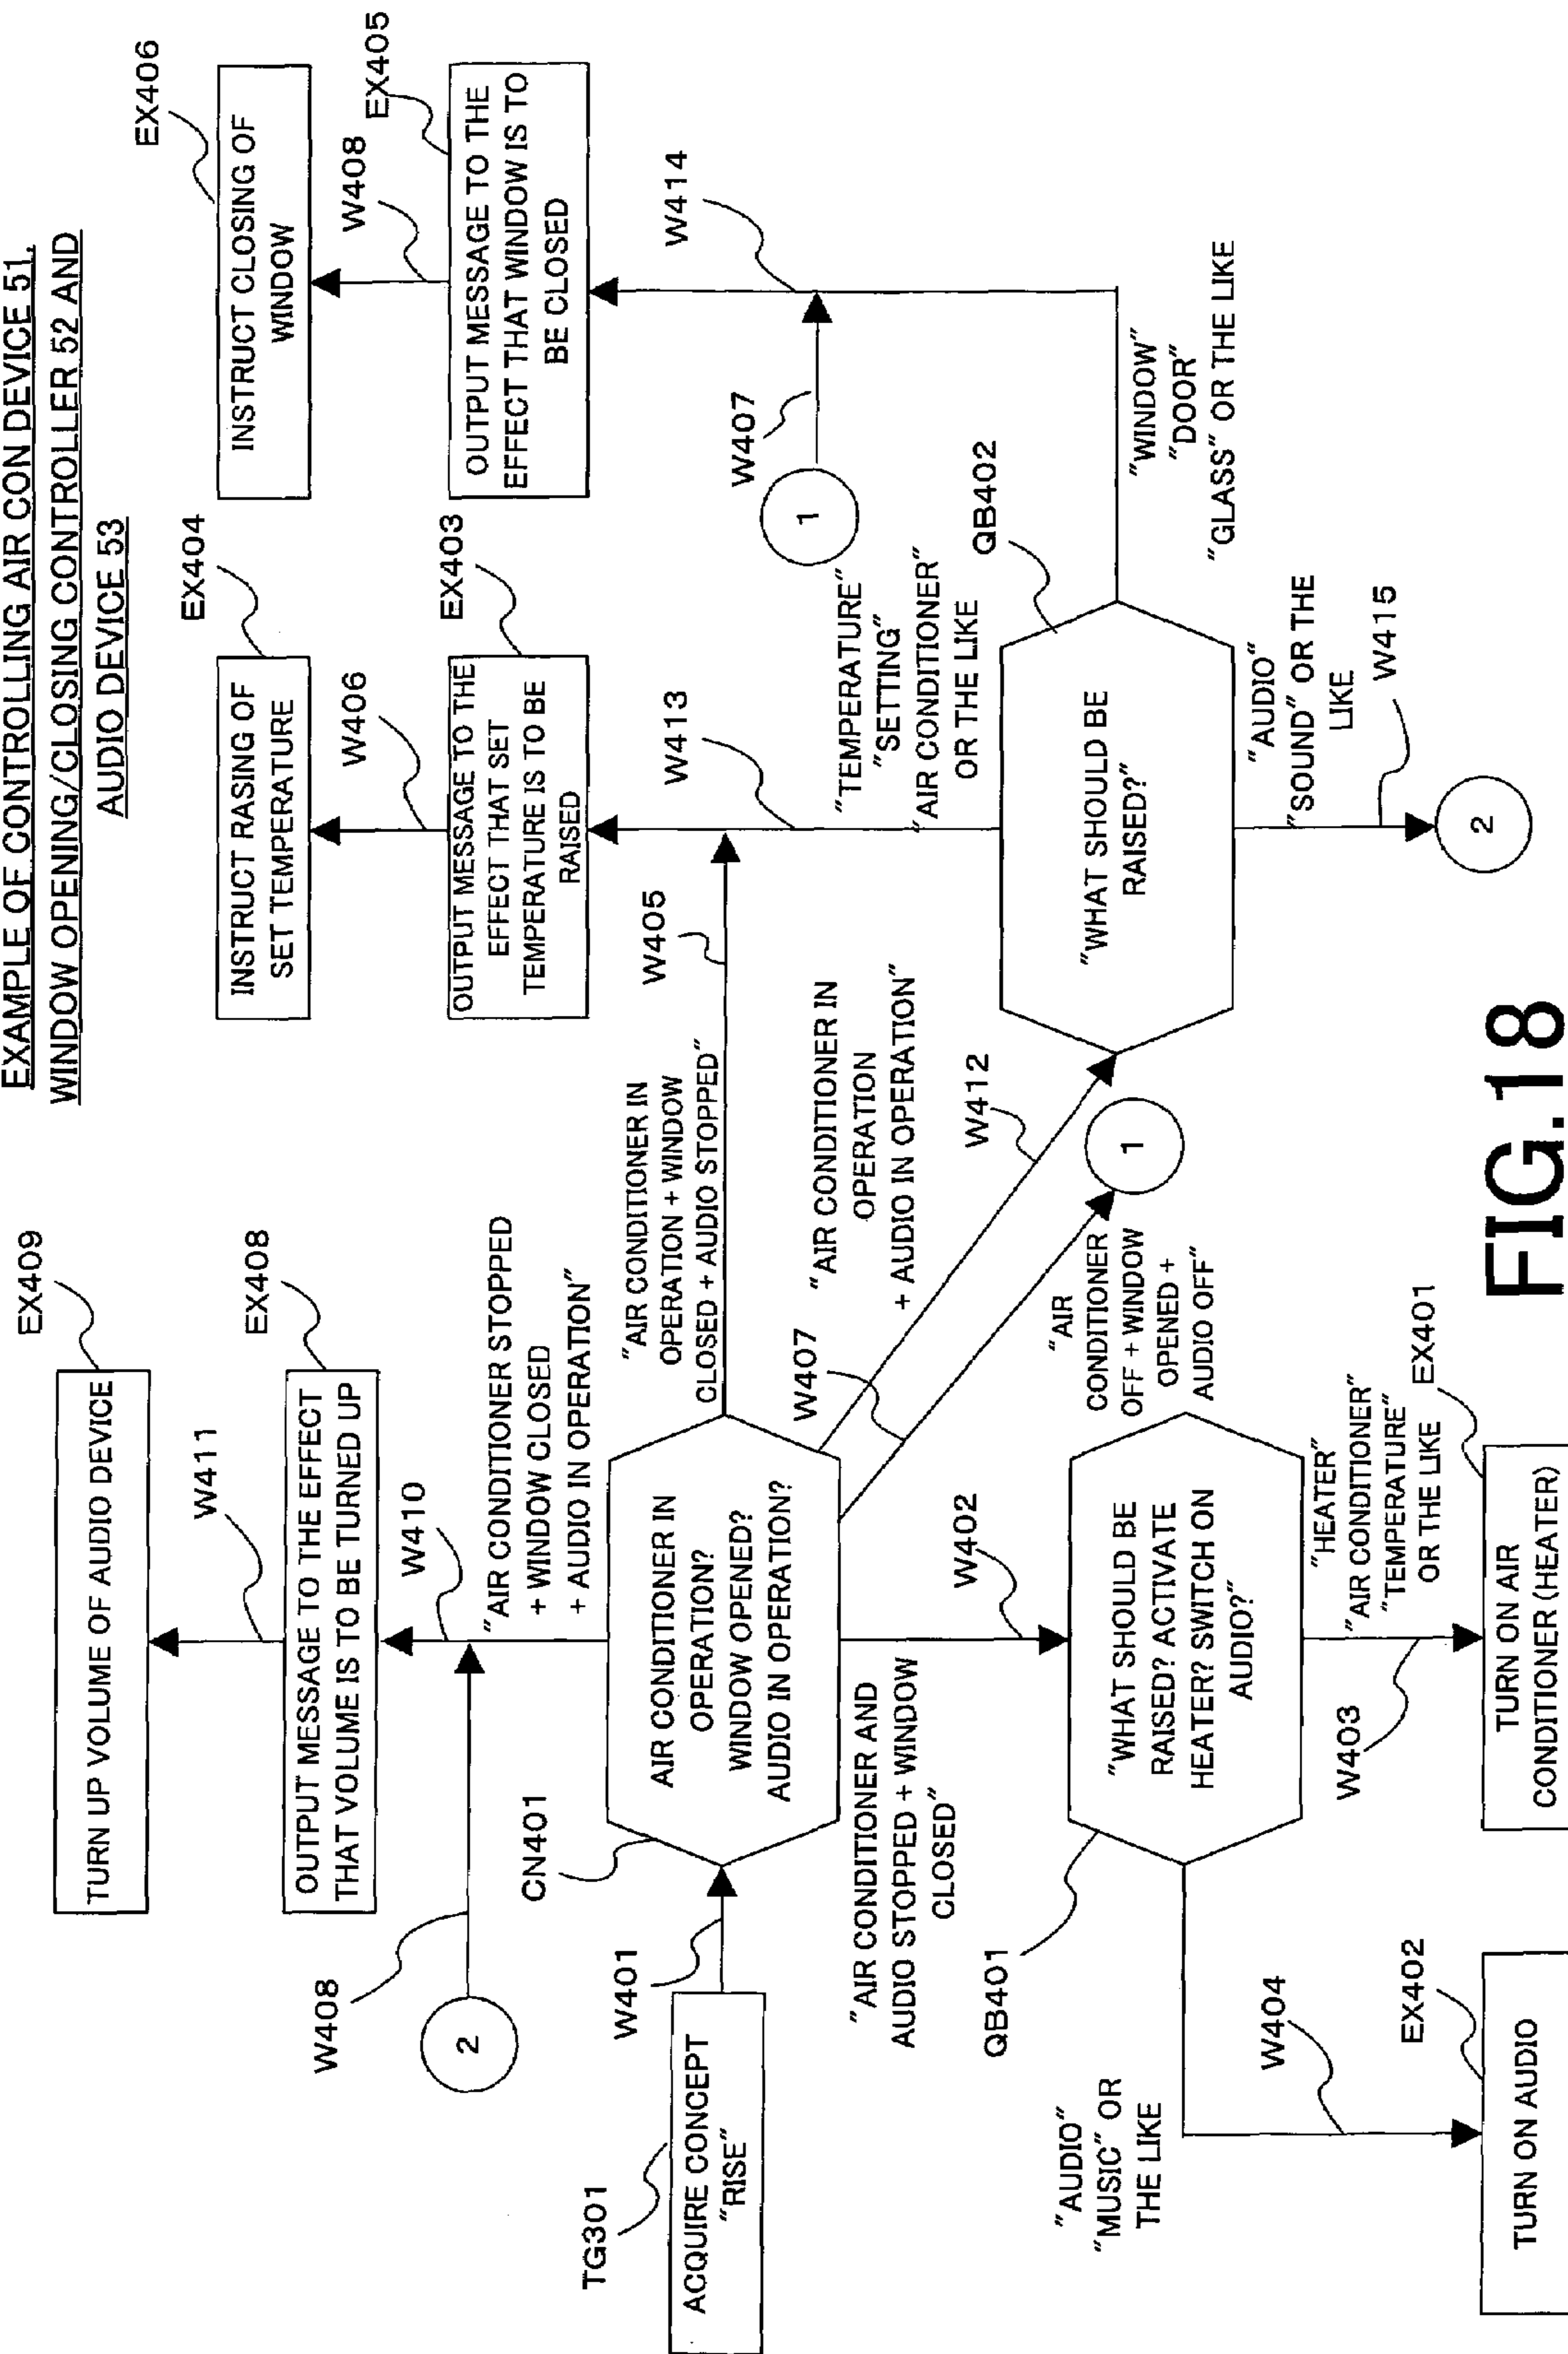 EXAMPLE OF CONTROLLING AIR CON DEVICE 51,
WINDOW OPENING/CLOSING CONTROLLER 52 AND
AUDIO DEVICE 53
EX409
TURN UP VOLUME OF AUDIO DEVICE
W411
EX408
OUTPUT MESSAGE TO THE EFFECT
THAT VOLUME IS TO BE TURNED UP
W408
2
W410
"AIR CONDITIONER STOPPED
+ WINDOW CLOSED
+ AUDIO IN OPERATION"
TG301
ACQUIRE CONCEPT
"RISE"
W401
CN401
AIR CONDITIONER IN
OPERATION?
WINDOW OPENED?
AUDIO IN OPERATION?
"AIR CONDITIONER IN
OPERATION + WINDOW
CLOSED + AUDIO STOPPED"
W405
EX404
INSTRUCT RASING OF
SET TEMPERATURE
W406
EX403
OUTPUT MESSAGE TO THE
EFFECT THAT SET
TEMPERATURE IS TO BE
RAISED
W413
EX406
INSTRUCT CLOSING OF
WINDOW
W408
EX405
OUTPUT MESSAGE TO THE
EFFECT THAT WINDOW IS TO
BE CLOSED
W414
W407
1
"TEMPERATURE"
"SETTING"
"AIR CONDITIONER"
OR THE LIKE
QB402
"WHAT SHOULD BE
RAISED?"
"WINDOW"
"DOOR"
"GLASS" OR THE LIKE
"AUDIO"
"SOUND" OR THE
LIKE
W415
2
"AIR CONDITIONER IN
OPERATION
+ AUDIO IN OPERATION"
W412
W407
1
"AIR
CONDITIONER
OFF + WINDOW
OPENED +
AUDIO OFF"
"AIR CONDITIONER AND
AUDIO STOPPED + WINDOW
CLOSED"
W402
QB401
"WHAT SHOULD BE
RAISED? ACTIVATE
HEATER? SWITCH ON
AUDIO?"
"AUDIO"
"MUSIC" OR
THE LIKE
W404
EX402
TURN ON AUDIO
"HEATER"
"AIR CONDITIONER"
"TEMPERATURE"
OR THE LIKE
W403
EX401
TURN ON AIR
CONDITIONER (HEATER)
FIG.18